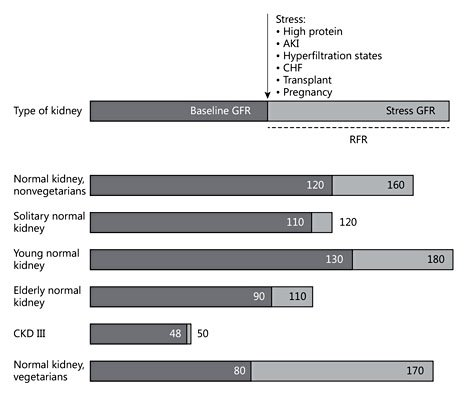 Stress:
• High protein
• AKI
• Hyperfiltration states
• CHF
• Transplant
• Pregnancy
Type of kidney
Baseline GFR
Stress GFR
RFR
Normal kidney,
nonvegetarians
120
160
Solitary normal
kidney
110
120
Young normal
kidney
130
180
Elderly normal
kidney
90
110
CKD III
48
50
Normal kidney,
vegetarians
80
170